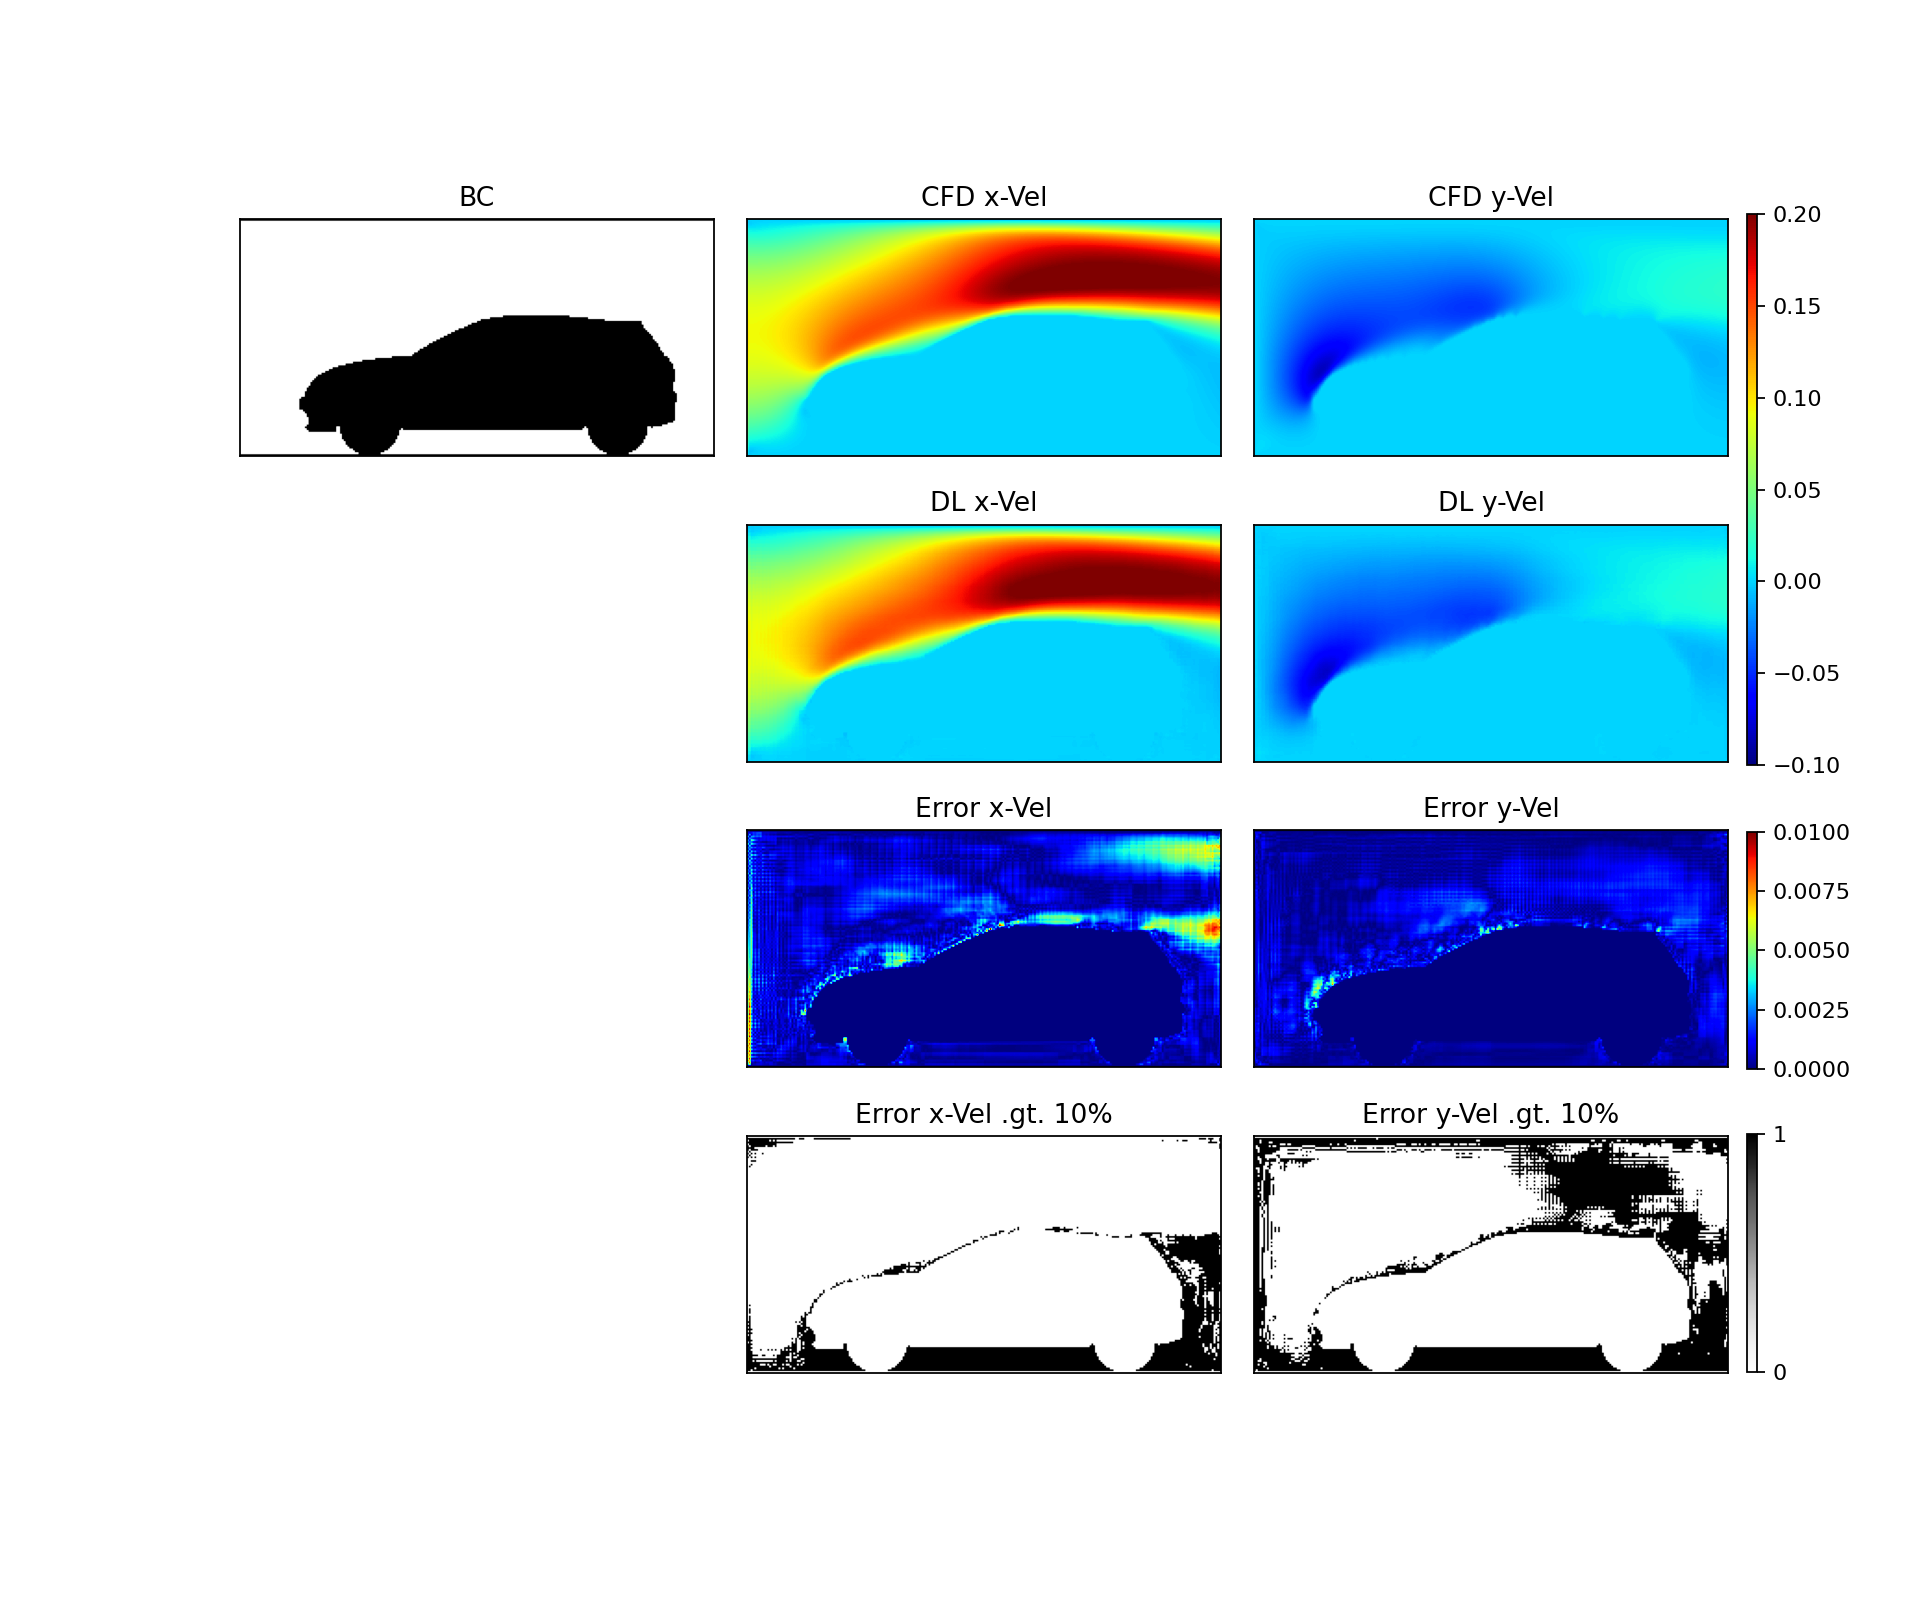 BC
CFD x-Vel
CFD y-Vel
0.20
0.15
0.10
0.05
0.00
−0.05
−0.10
DL x-Vel
DL y-Vel
Error x-Vel
Error y-Vel
0.0100
0.0075
0.0050
0.0025
0.0000
Error x-Vel .gt. 10%
Error y-Vel .gt. 10%
1
0